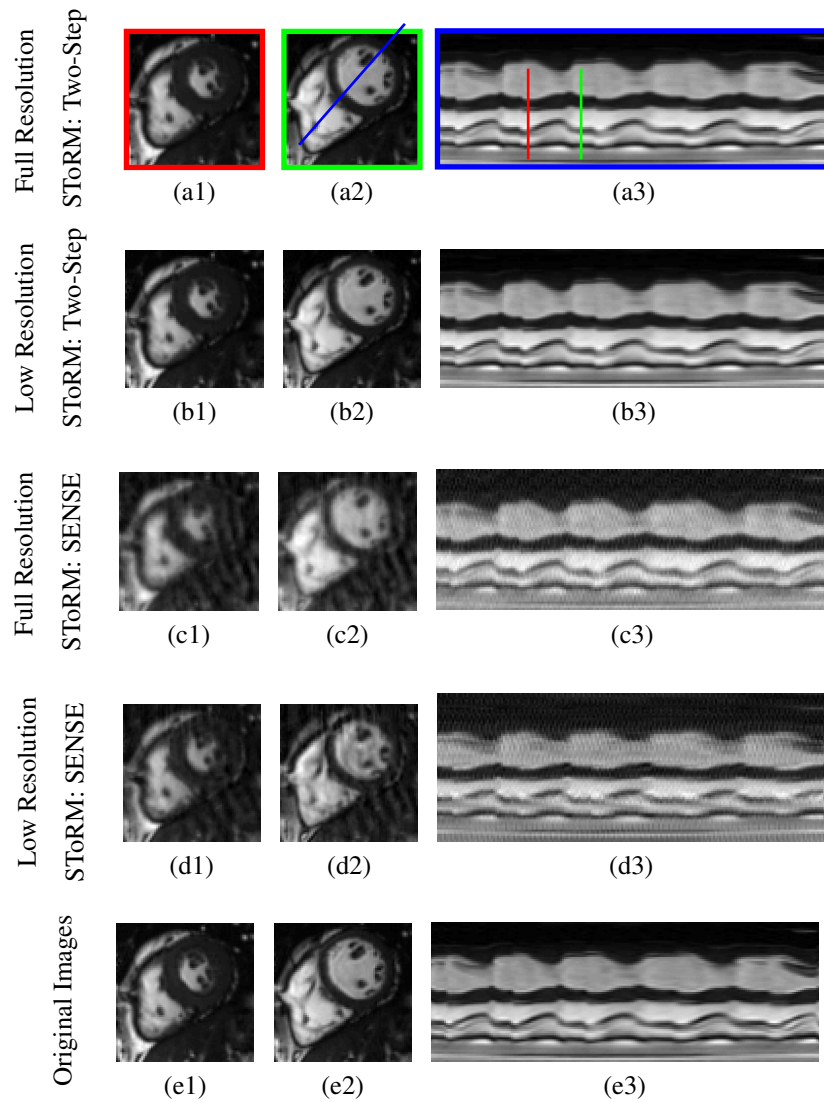 Full Resolution
SToRM: Two-Step
(a1) (a2) (a3)
Low Resolution
SToRM: Two-Step
(b1) (b2) (b3)
Full Resolution
SToRM: SENSE
(c1) (c2) (c3)
Low Resolution
SToRM: SENSE
(d1) (d2) (d3)
Original Images
(e1) (e2) (e3)